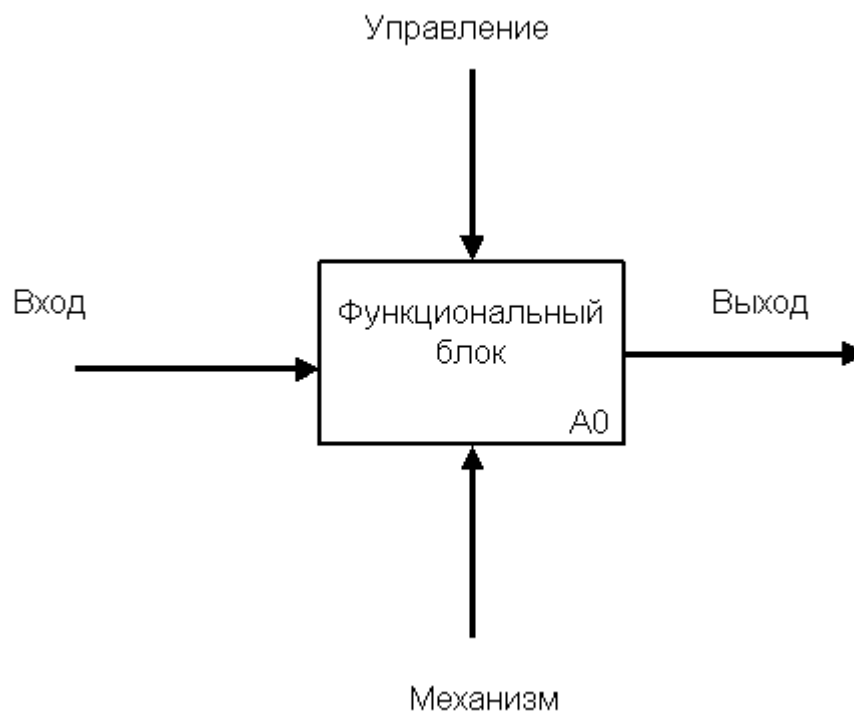 Управление
Вход
Функциональный
блок
Выход
A0
Механизм